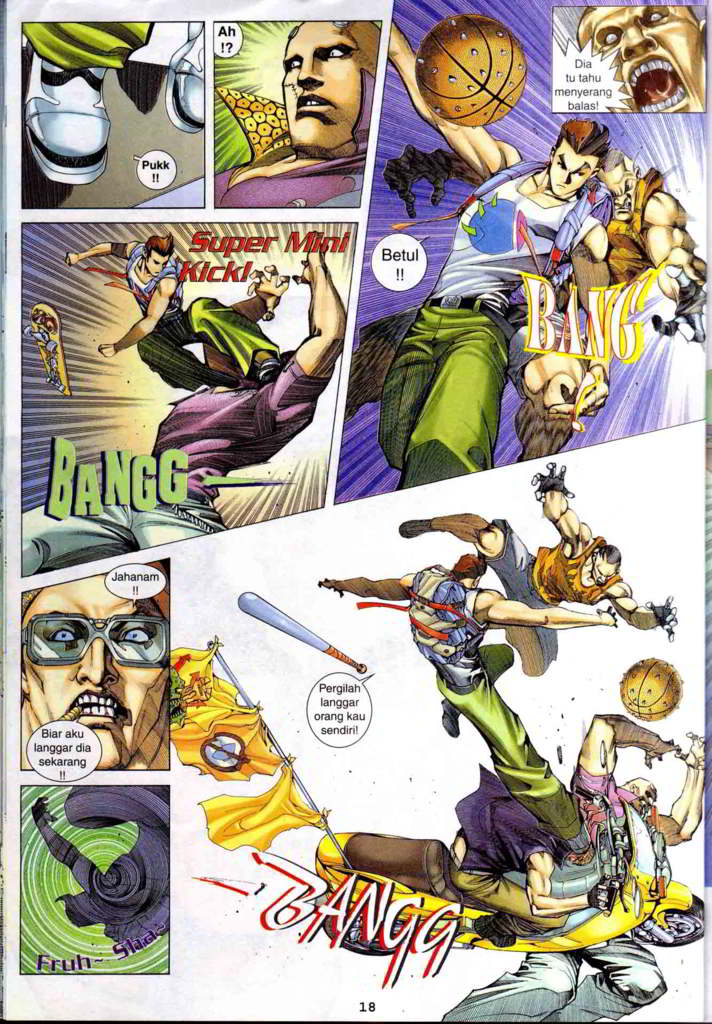 Pukk
!!
Ah
!?
Dia
tu tahu
menyerang
balas!
Betul
!!
BANG
!
Super Mini
Kick!
BANGG
Jahanam
!!
Biar aku
langgar dia
sekarang
!!
Pergilah
langgar
orang kau
sendiri!
BANGG
Fruh~ Shaa~
18